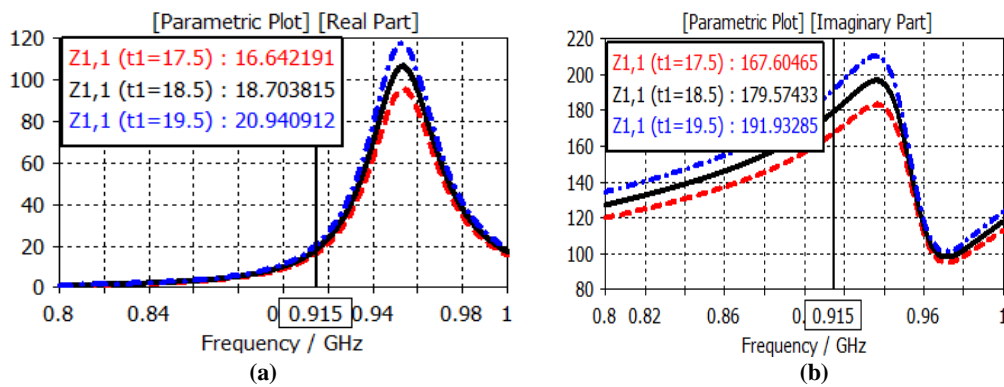 [Parametric Plot] [Real Part]
120
100
80
60
40
20
0
Z1,1 (t1=17.5) : 16.642191
Z1,1 (t1=18.5) : 18.703815
Z1,1 (t1=19.5) : 20.940912
0.8
0.84
0.915
0.94
0.98
1
Frequency / GHz
(a)
[Parametric Plot] [Imaginary Part]
220
200
180
160
140
120
100
80
Z1,1 (t1=17.5) : 167.60465
Z1,1 (t1=18.5) : 179.57433
Z1,1 (t1=19.5) : 191.93285
0.8
0.82
0.86
0.915
0.96
1
Frequency / GHz
(b)